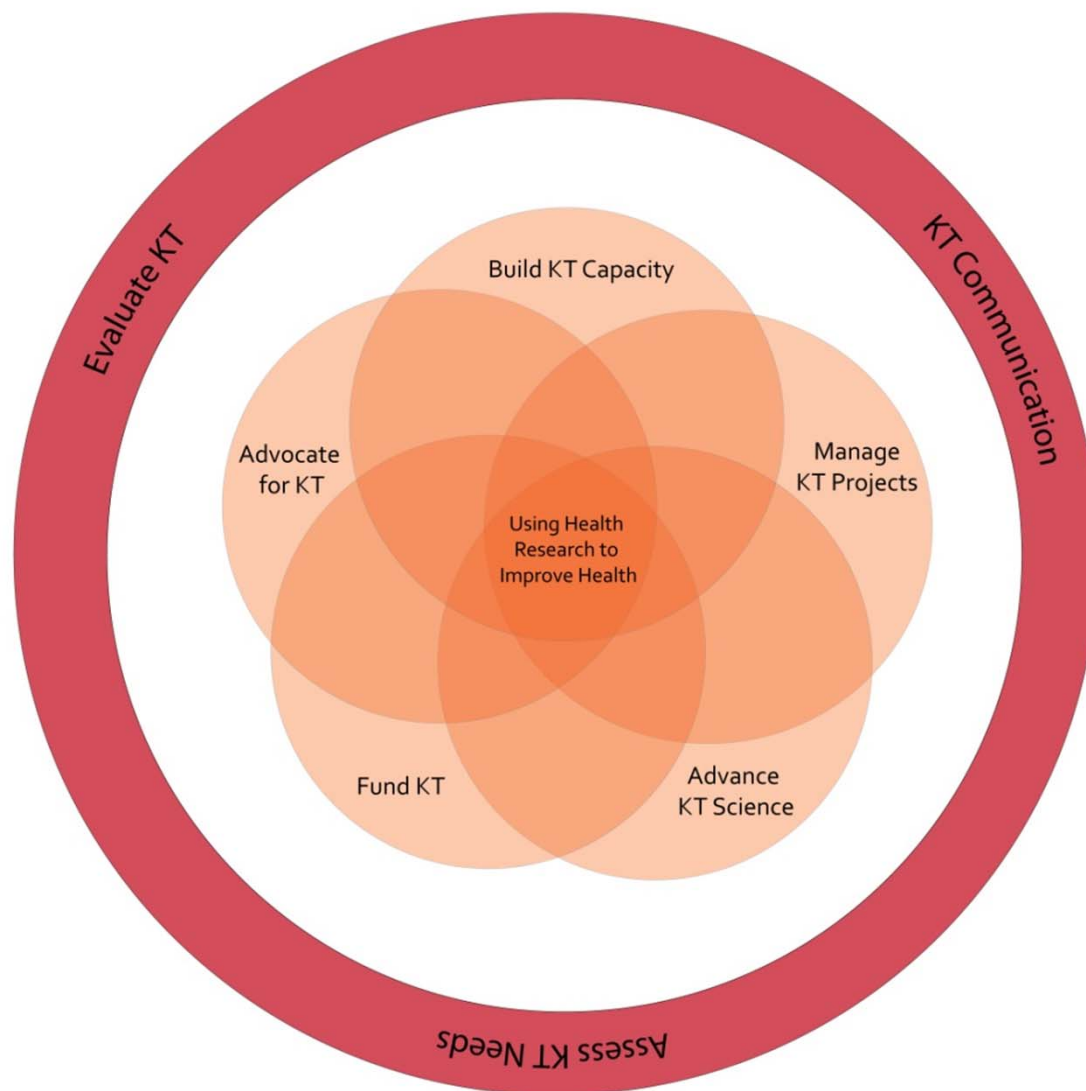 Evaluate KT
KT Communication
Build KT Capacity
Advocate
for KT
Manage
KT Projects
Using Health
Research to
Improve Health
Fund KT
Advance
KT Science
Assess KT Needs